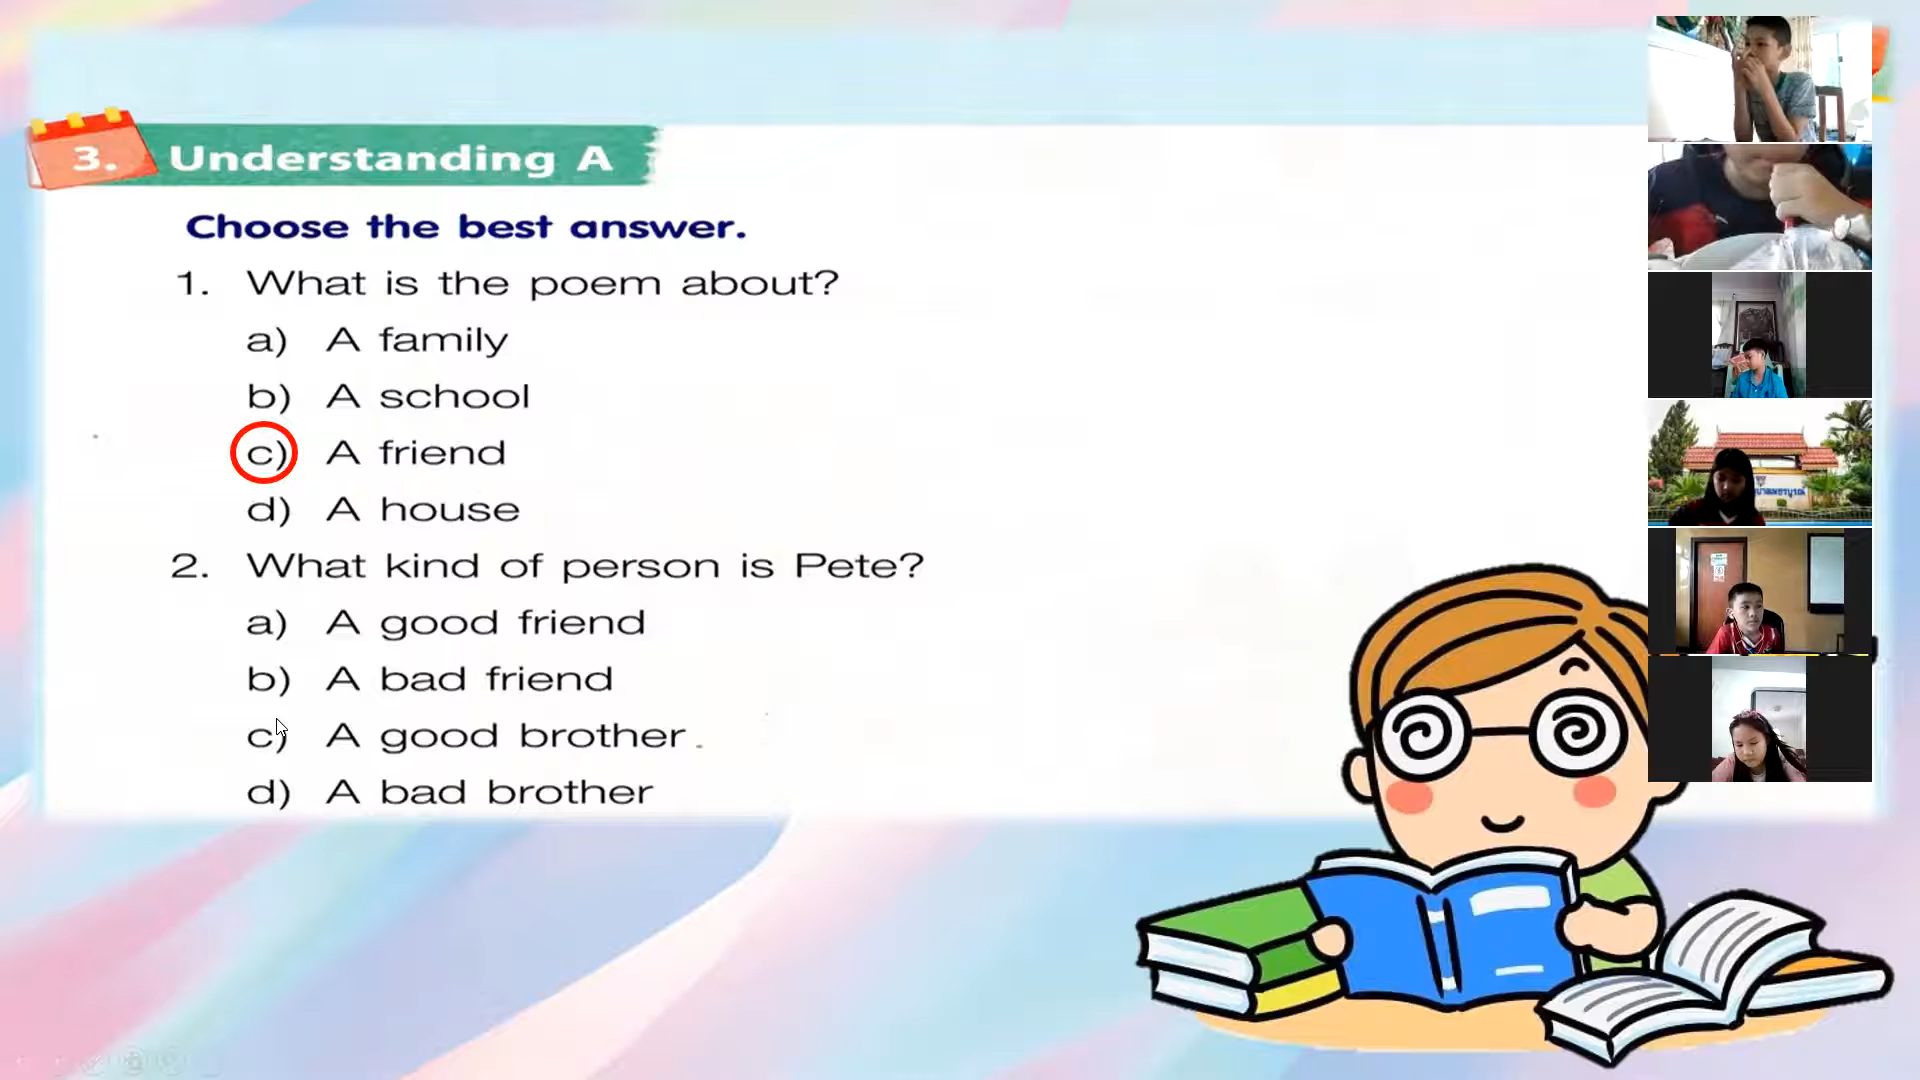 3. Understanding A
Choose the best answer.
1. What is the poem about?
a) A family
b) A school
c) A friend
d) A house
2. What kind of person is Pete?
a) A good friend
b) A bad friend
c) A good brother
d) A bad brother